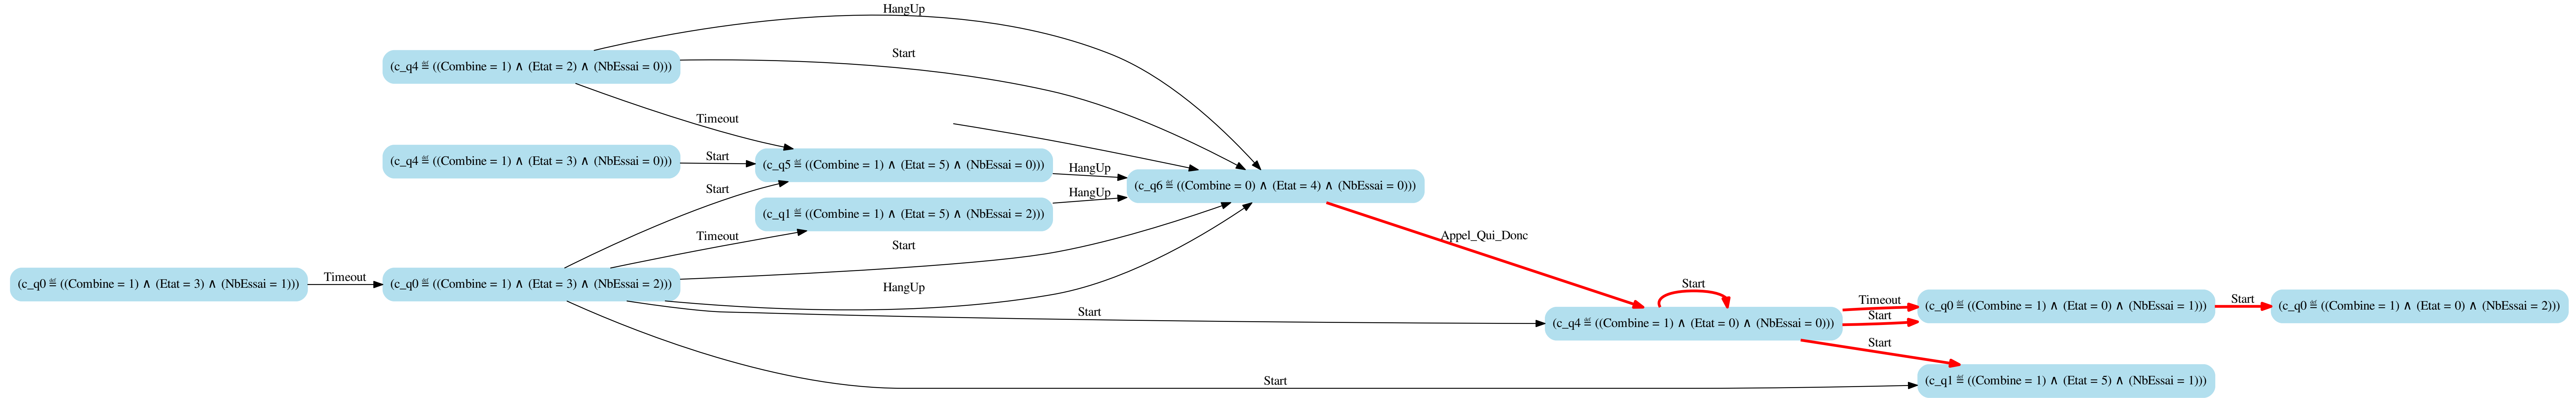 HangUp
(c_q4 ≝ ((Combine = 1) ∧ (Etat = 2) ∧ (NbEssai = 0)))
Start
Timeout
(c_q4 ≝ ((Combine = 1) ∧ (Etat = 3) ∧ (NbEssai = 0)))
Start
(c_q5 ≝ ((Combine = 1) ∧ (Etat = 5) ∧ (NbEssai = 0)))
HangUp
(c_q6 ≝ ((Combine = 0) ∧ (Etat = 4) ∧ (NbEssai = 0)))
Start
HangUp
(c_q1 ≝ ((Combine = 1) ∧ (Etat = 5) ∧ (NbEssai = 2)))
Timeout
Start
Appel_Qui_Donc
(c_q0 ≝ ((Combine = 1) ∧ (Etat = 3) ∧ (NbEssai = 1)))
Timeout
(c_q0 ≝ ((Combine = 1) ∧ (Etat = 3) ∧ (NbEssai = 2)))
HangUp
Start
Start
(c_q4 ≝ ((Combine = 1) ∧ (Etat = 0) ∧ (NbEssai = 0)))
Timeout
Start
(c_q0 ≝ ((Combine = 1) ∧ (Etat = 0) ∧ (NbEssai = 1)))
Start
(c_q0 ≝ ((Combine = 1) ∧ (Etat = 0) ∧ (NbEssai = 2)))
Start
Start
(c_q1 ≝ ((Combine = 1) ∧ (Etat = 5) ∧ (NbEssai = 1)))